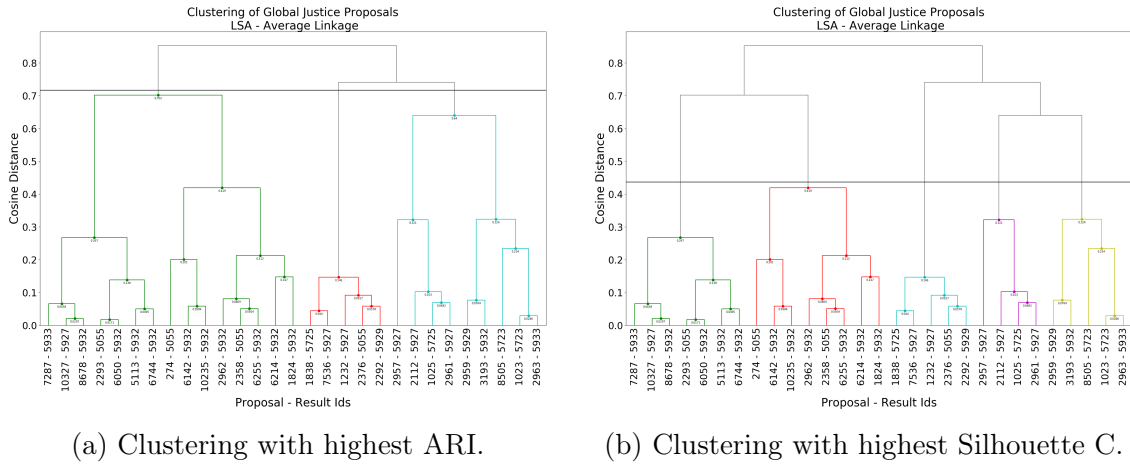 Clustering of Global Justice Proposals
LSA - Average Linkage
Cosine Distance
0.8
0.7
0.6
0.5
0.4
0.3
0.2
0.1
0.0
7287 - 5933
10327 - 5927
8678 - 5932
2293 - 5055
6050 - 5932
5113 - 5932
6744 - 5932
274 - 5055
6142 - 5932
10235 - 5932
2962 - 5932
2358 - 5055
6255 - 5932
6214 - 5932
1824 - 5932
1838 - 5725
7536 - 5927
1232 - 5927
2376 - 5932
2292 - 5929
2957 - 5927
2112 - 5927
1025 - 5725
2961 - 5927
2959 - 5929
3193 - 5932
8505 - 5723
1023 - 5723
2963 - 5933
Proposal - Result Ids
(a) Clustering with highest ARI.
Clustering of Global Justice Proposals
LSA - Average Linkage
Cosine Distance
0.8
0.7
0.6
0.5
0.4
0.3
0.2
0.1
0.0
7287 - 5933
10327 - 5927
8678 - 5932
2293 - 5055
6050 - 5932
5113 - 5932
6744 - 5932
274 - 5055
6142 - 5932
10235 - 5932
2962 - 5932
2358 - 5055
6255 - 5932
6214 - 5932
1824 - 5932
1838 - 5725
7536 - 5927
1232 - 5927
2376 - 5932
2292 - 5929
2957 - 5927
2112 - 5927
1025 - 5725
2961 - 5927
2959 - 5929
3193 - 5932
8505 - 5723
1023 - 5723
2963 - 5933
Proposal - Result Ids
(b) Clustering with highest Silhouette C.